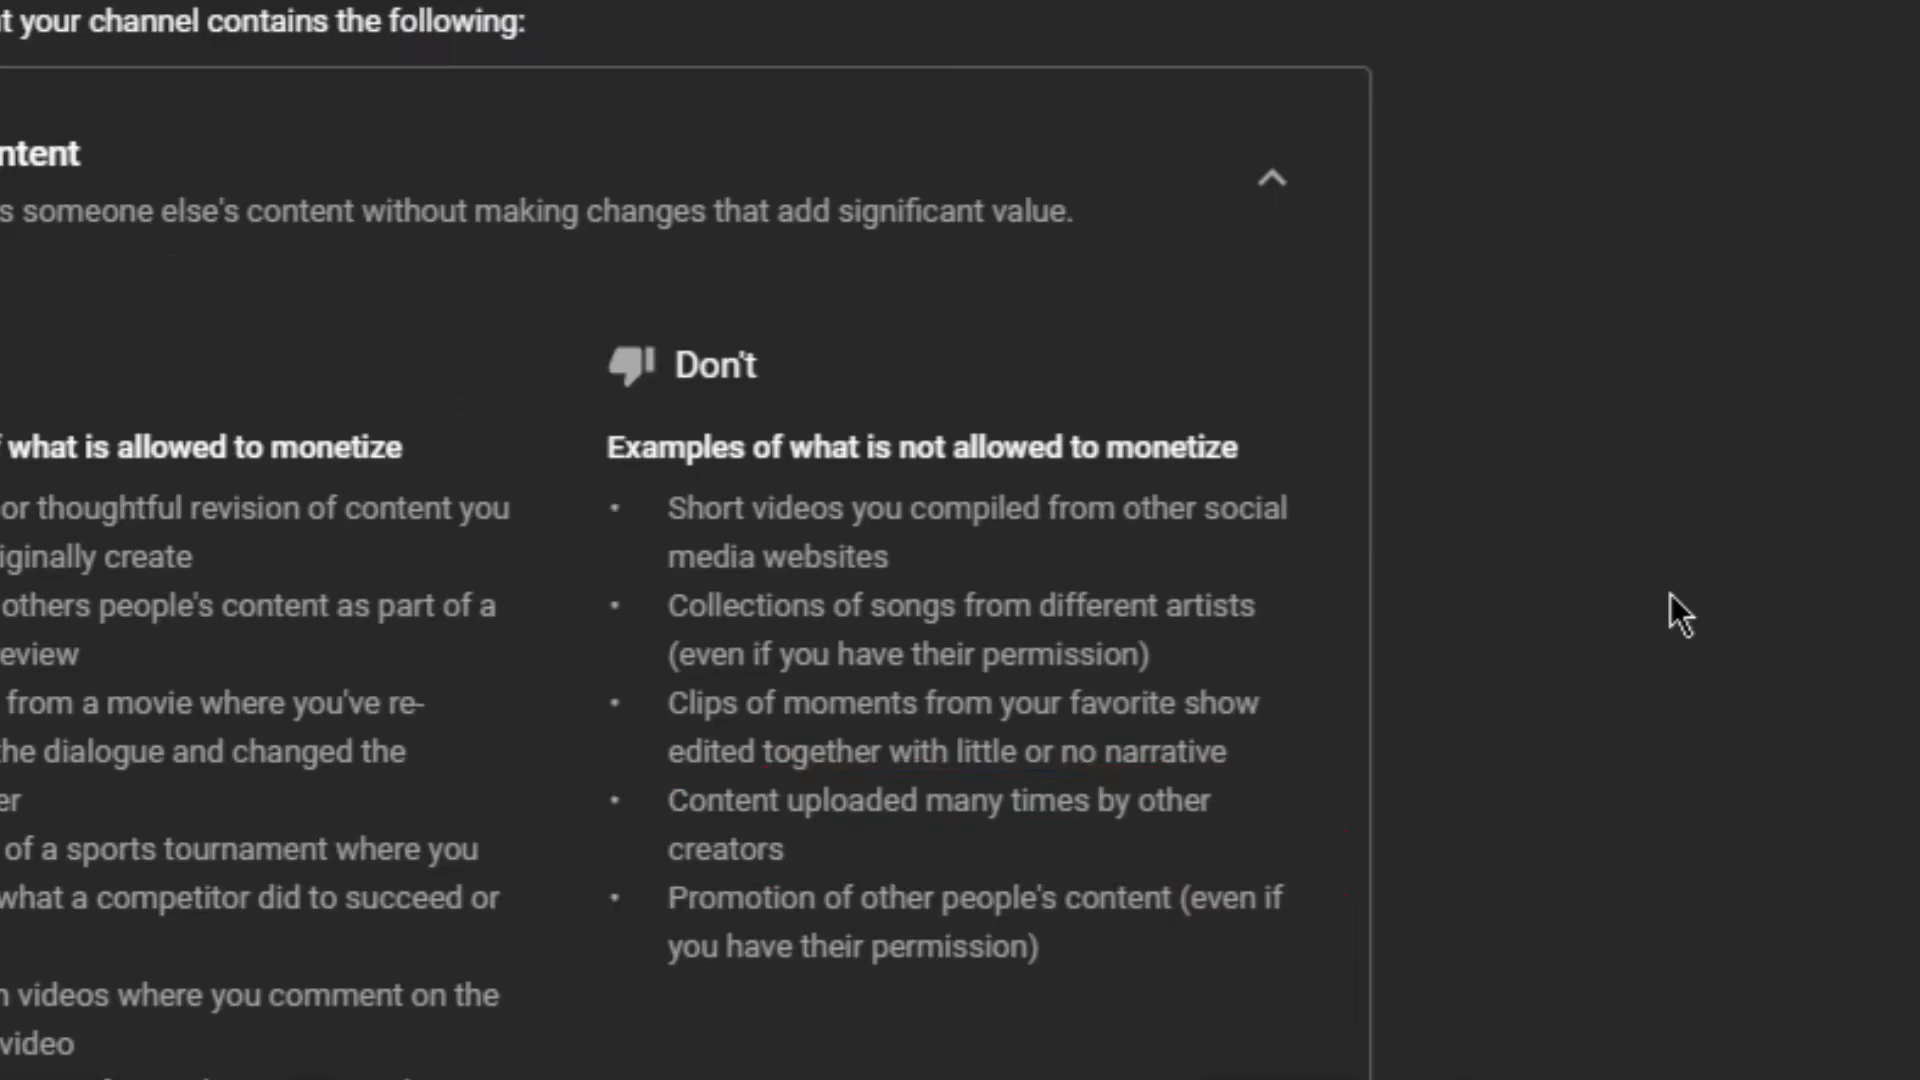 t your channel contains the following:
ntent
s someone else's content without making changes that add significant value.
what is allowed to monetize
or thoughtful revision of content you
iginally create
others people's content as part of a
eview
from a movie where you've re-
he dialogue and changed the
er
of a sports tournament where you
what a competitor did to succeed or
videos where you comment on the
video
Don't
Examples of what is not allowed to monetize
• Short videos you compiled from other social
media websites
• Collections of songs from different artists
(even if you have their permission)
• Clips of moments from your favorite show
edited together with little or no narrative
• Content uploaded many times by other
creators
• Promotion of other people's content (even if
you have their permission)